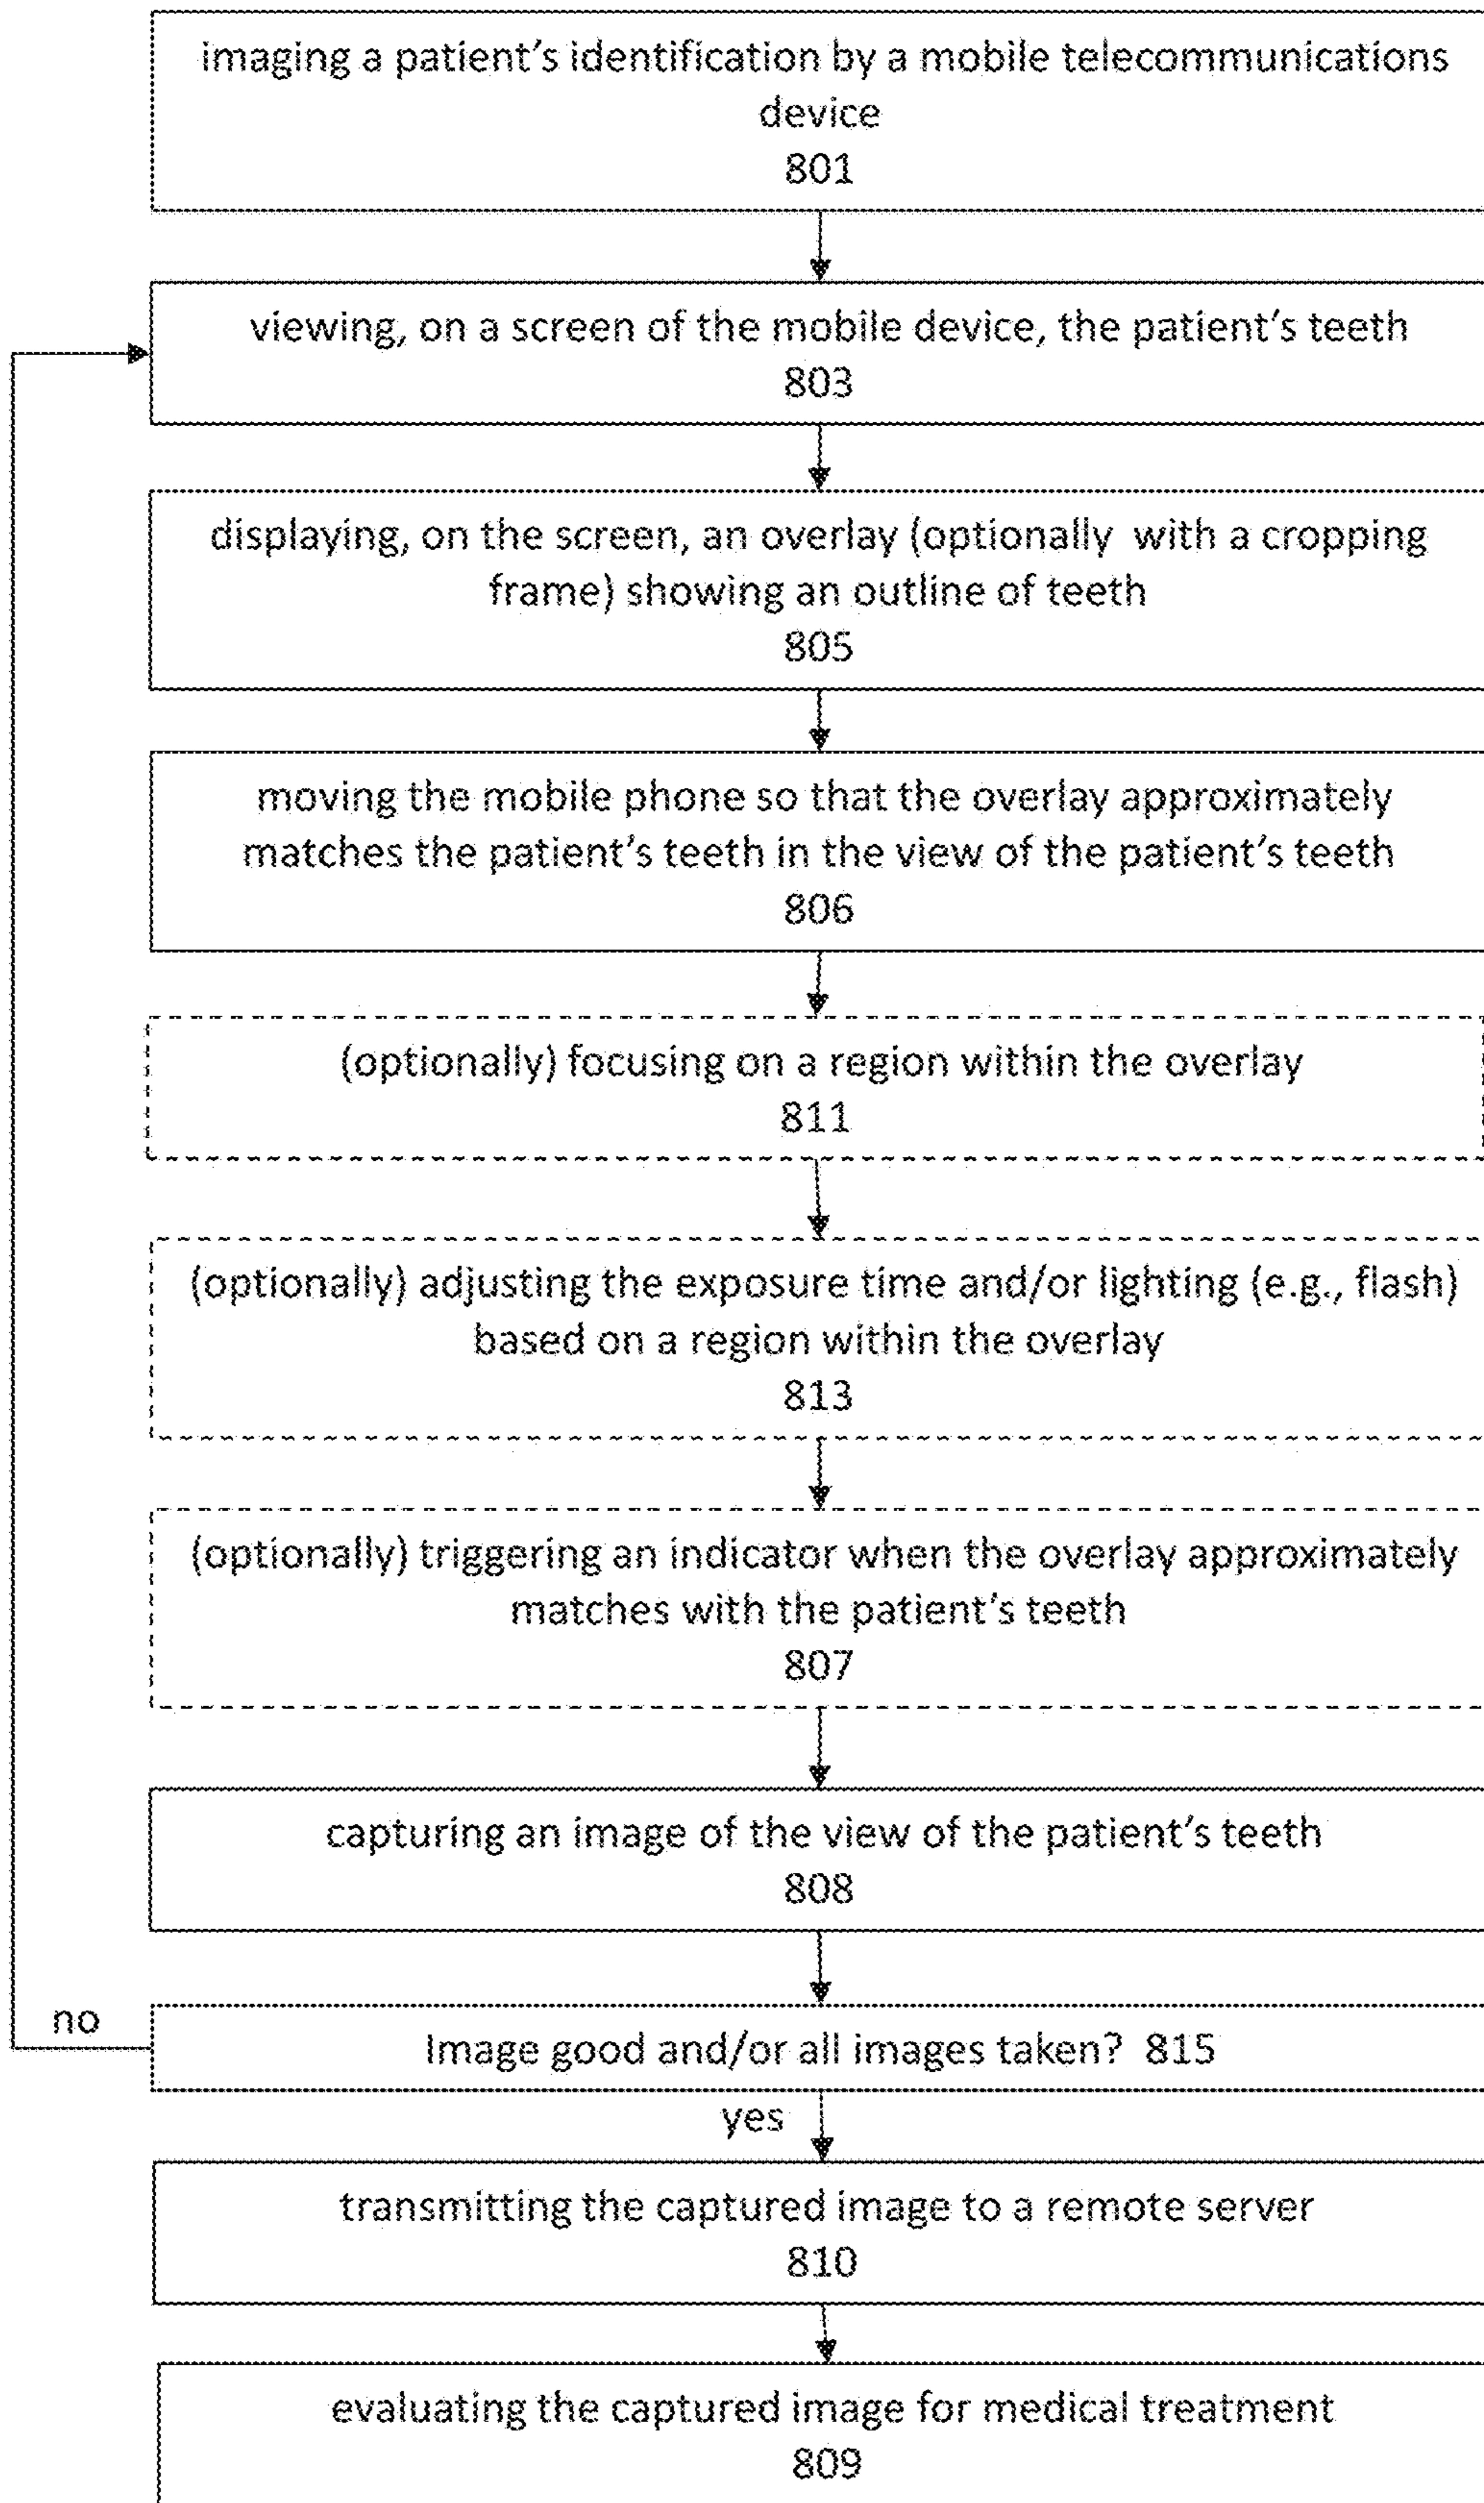 imaging a patient's identification by a mobile telecommunications
device
801
viewing, on a screen of the mobile device, the patient's teeth
803
displaying, on the screen, an overlay (optionally with a cropping
frame) showing an outline of teeth
805
moving the mobile phone so that the overlay approximately
matches the patient's teeth in the view of the patient's teeth
806
(optionally) focusing on a region within the overlay
811
(optionally) adjusting the exposure time and/or lighting (e.g., flash)
based on a region within the overlay
813
(optionally) triggering an indicator when the overlay approximately
matches with the patient's teeth
807
capturing an image of the view of the patient's teeth
808
no
Image good and/or all images taken? 815
yes
transmitting the captured image to a remote server
810
evaluating the captured image for medical treatment
809